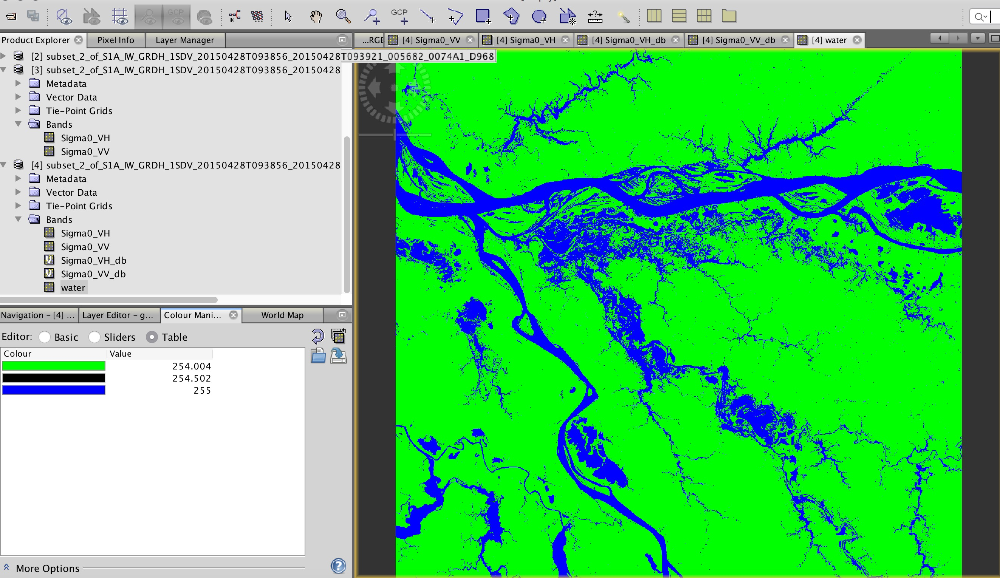 GCP
GCP
Product Explorer
Pixel Info
Layer Manager
...RGB
[4] Sigma0_VV
[4] Sigma0_VH
[4] Sigma0_VH_db
[4] Sigma0_VV_db
[4] water
[2] subset_2_of_S1A_IW_GRDH_1SDV_20150428T093856_20150428T093921_005682_0074A1_D968
[3] subset_2_of_S1A_IW_GRDH_1SDV_20150428T093856_20150428
Metadata
Vector Data
Tie-Point Grids
Bands
Sigma0_VH
Sigma0_VV
[4] subset_2_of_S1A_IW_GRDH_1SDV_20150428T093856_20150428
Metadata
Vector Data
Tie-Point Grids
Bands
Sigma0_VH
Sigma0_VV
Sigma0_VH_db
Sigma0_VV_db
water
Navigation - [4] ...
Layer Editor - g...
Colour Mani...
World Map
Editor: Basic Sliders Table
Colour Value
254.004
254.502
255
More Options